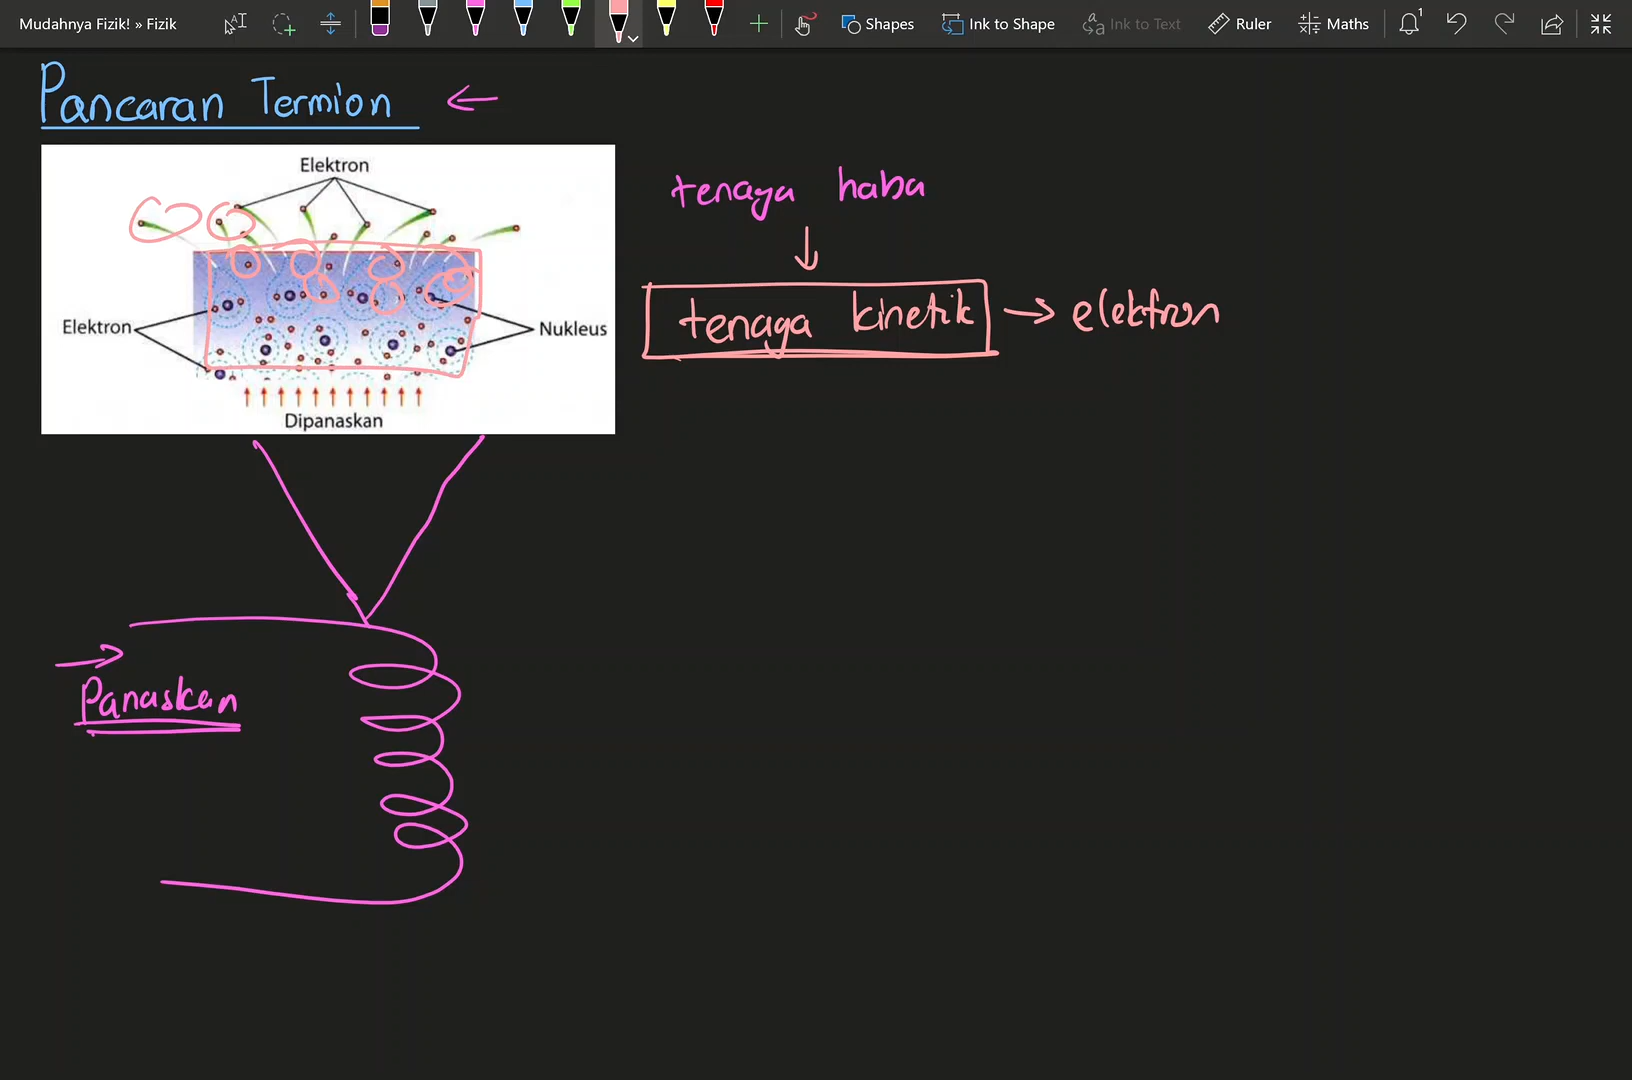 Mudahnya Fizik! » Fizik
Shapes
Ink to Shape
Ink to Text
Ruler
Maths
1
Pancaran Termion
Elektron
Elektron
Nukleus
Dipanaskan
tenaga haba
tenaga kinetik → elektron
Panaskan